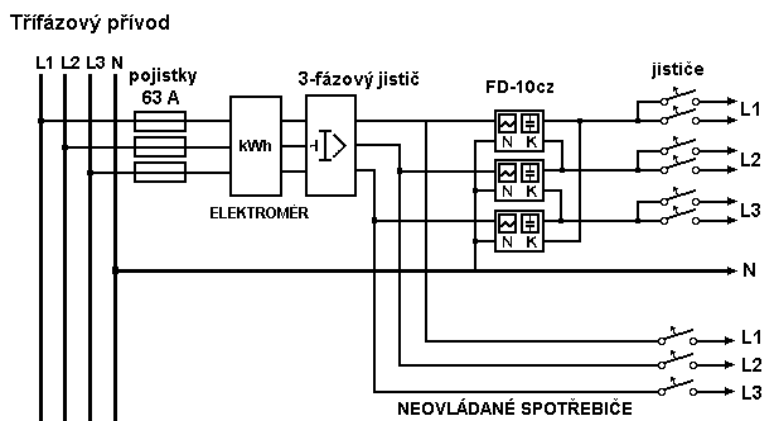 Třífázový přívod
L1 L2 L3 N
pojistky
63 A
3-fázový jistič
FD-10cz
jističe
kWh
ELEKTROMĚR
N K
N K
N K
L1
L2
L3
N
L1
L2
L3
NEOVLÁDANÉ SPOTŘEBIČE